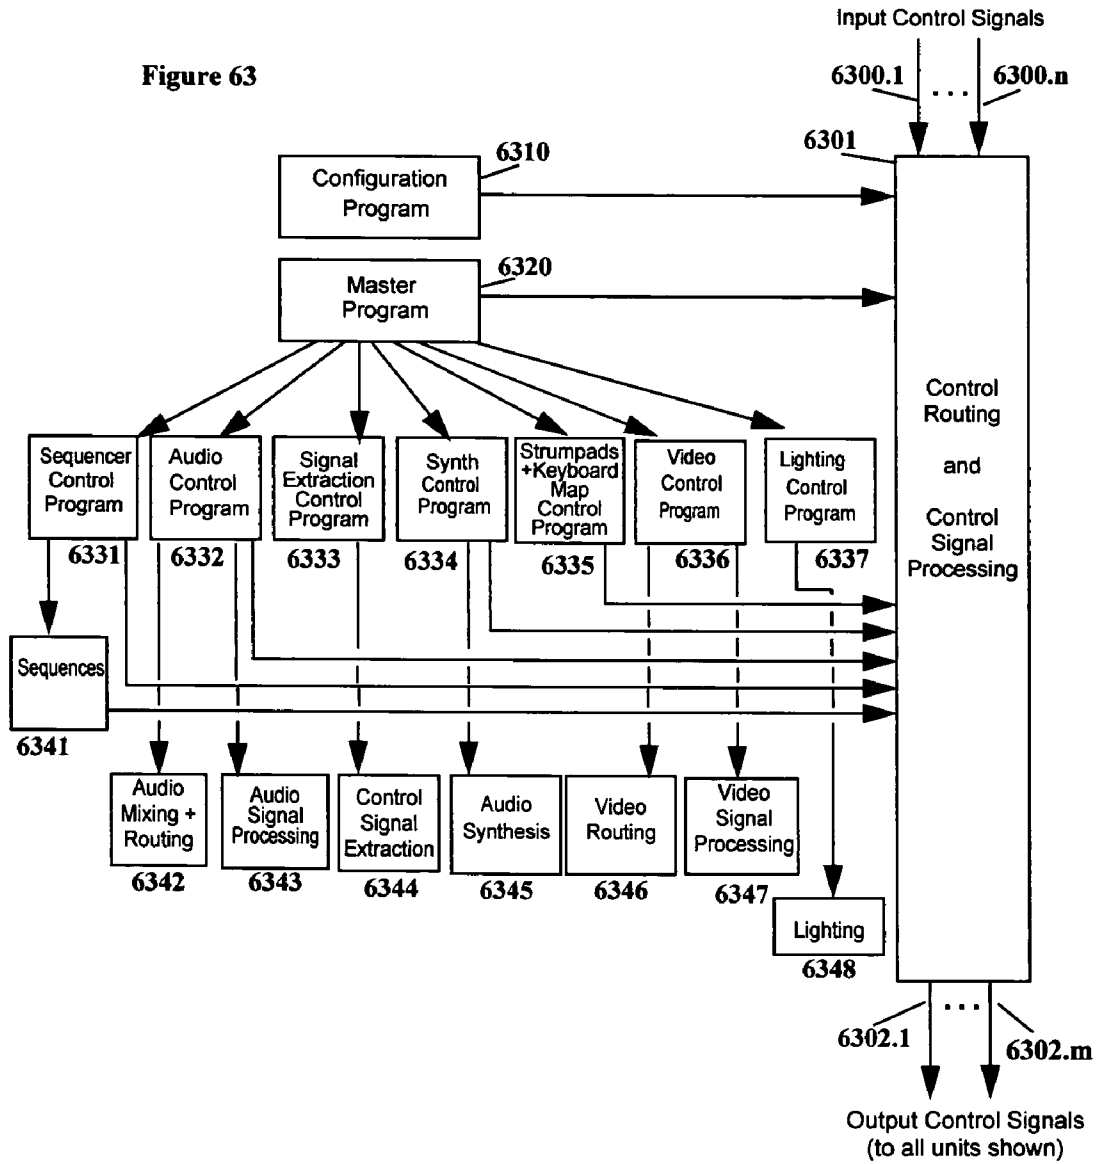 Input Control Signals
Figure 63
6300.1
. . .
6300.n
6301
6310
Configuration
Program
6320
Master
Program
Control
Routing
and
Control
Signal
Processing
Sequencer
Control
Program
6331
Audio
Control
Program
6332
Signal
Extraction
Control
Program
6333
Synth
Control
Program
6334
Strumpads
+Keyboard
Map
Control
Program
6335
Video
Control
Program
6336
Lighting
Control
Program
6337
Sequences
6341
Audio
Mixing +
Routing
6342
Audio
Signal
Processing
6343
Control
Signal
Extraction
6344
Audio
Synthesis
6345
Video
Routing
6346
Video
Signal
Processing
6347
Lighting
6348
6302.1
. . .
6302.m
Output Control Signals
(to all units shown)